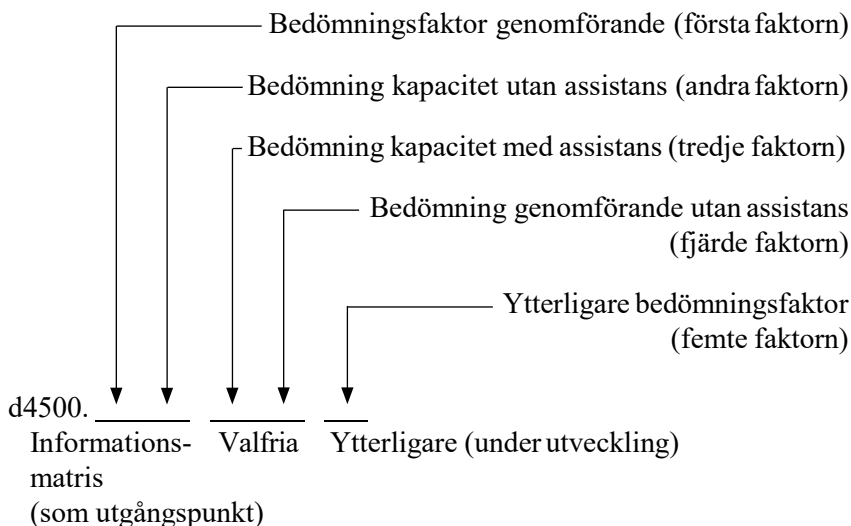 Bedömningsfaktor genomförande (första faktorn)
Bedömning kapacitet utan assistans (andra faktorn)
Bedömning kapacitet med assistans (tredje faktorn)
Bedömning genomförande utan assistans
(fjärde faktorn)
Ytterligare bedömningsfaktor
(femte faktorn)
d4500.
Informations- Valfria Ytterligare (under utveckling)
matris
(som utgångspunkt)